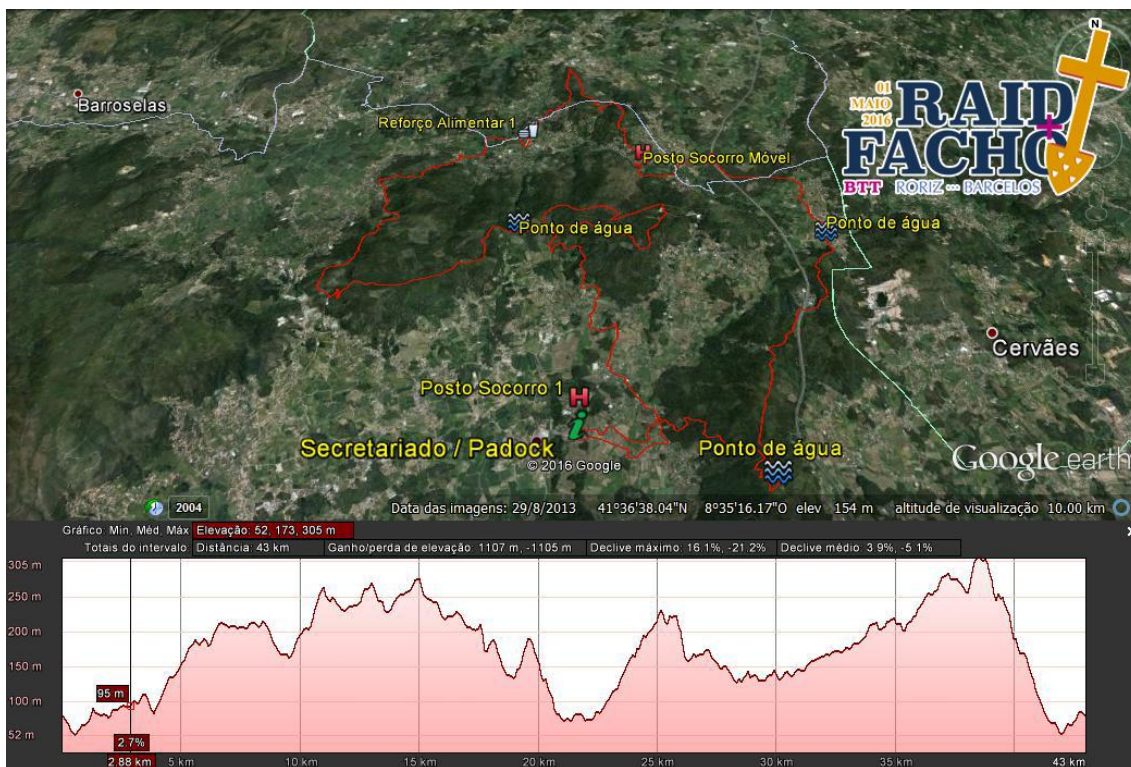 N
01
MAIO
2016
RAID
FACHO
BTT RORIZ ... BARCELOS
Barroselas
Reforço Alimentar 1
Posto Socorro Móvel
Ponto de água
Ponto de água
Cervães
Posto Socorro 1
Secretariado / Padock
Ponto de água
© 2016 Google
Google earth
2004
Data das imagens: 29/8/2013 41°36'38.04"N 8°35'16.17"O elev 154 m altitude de visualização 10.00 km
Gráfico: Min, Méd, Máx Elevação: 52, 173, 305 m
Totais do intervalo: Distância: 43 km Ganho/perda de elevação: 1107 m, -1105 m Declive máximo: 16.1%, -21.2% Declive médio: 3.9%, -5.1%
305 m
250 m
200 m
150 m
100 m
52 m
95 m
2.7%
2.88 km 5 km 10 km 15 km 20 km 25 km 30 km 35 km 43 km